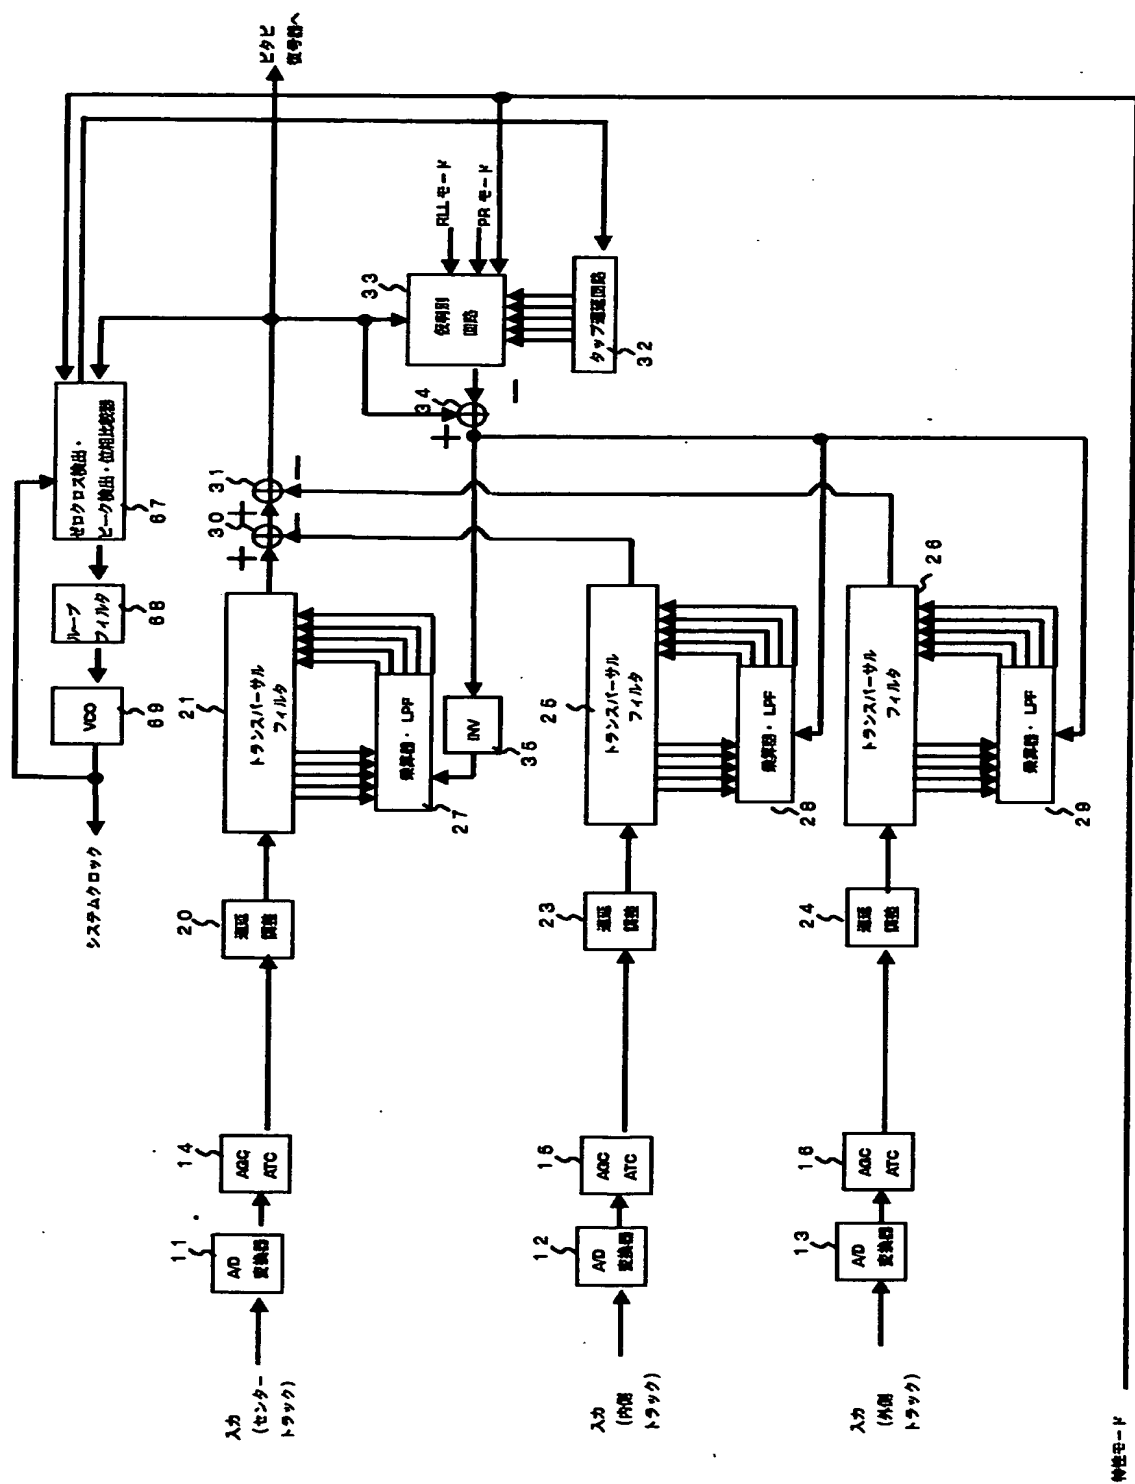 入力
(センター
トラック)
11
A/D
変換器
14
AGC
ATC
20
遅延
調整
21
トランスバーサル
フィルタ
乗算器・LPF
27
INV
35
30
+
-
31
+
-
ビタビ
復号器へ
システムクロック
VCO
69
ループ
フィルタ
68
ゼロクロス検出・
ピーク検出・位相比較器
67
RLLモード
PRモード
33
仮判別
回路
タップ遅延回路
32
34
+
-
入力
(内側
トラック)
12
A/D
変換器
15
AGC
ATC
23
遅延
調整
25
トランスバーサル
フィルタ
乗算器・LPF
28
入力
(外側
トラック)
13
A/D
変換器
16
AGC
ATC
24
遅延
調整
26
トランスバーサル
フィルタ
乗算器・LPF
29
特性モード